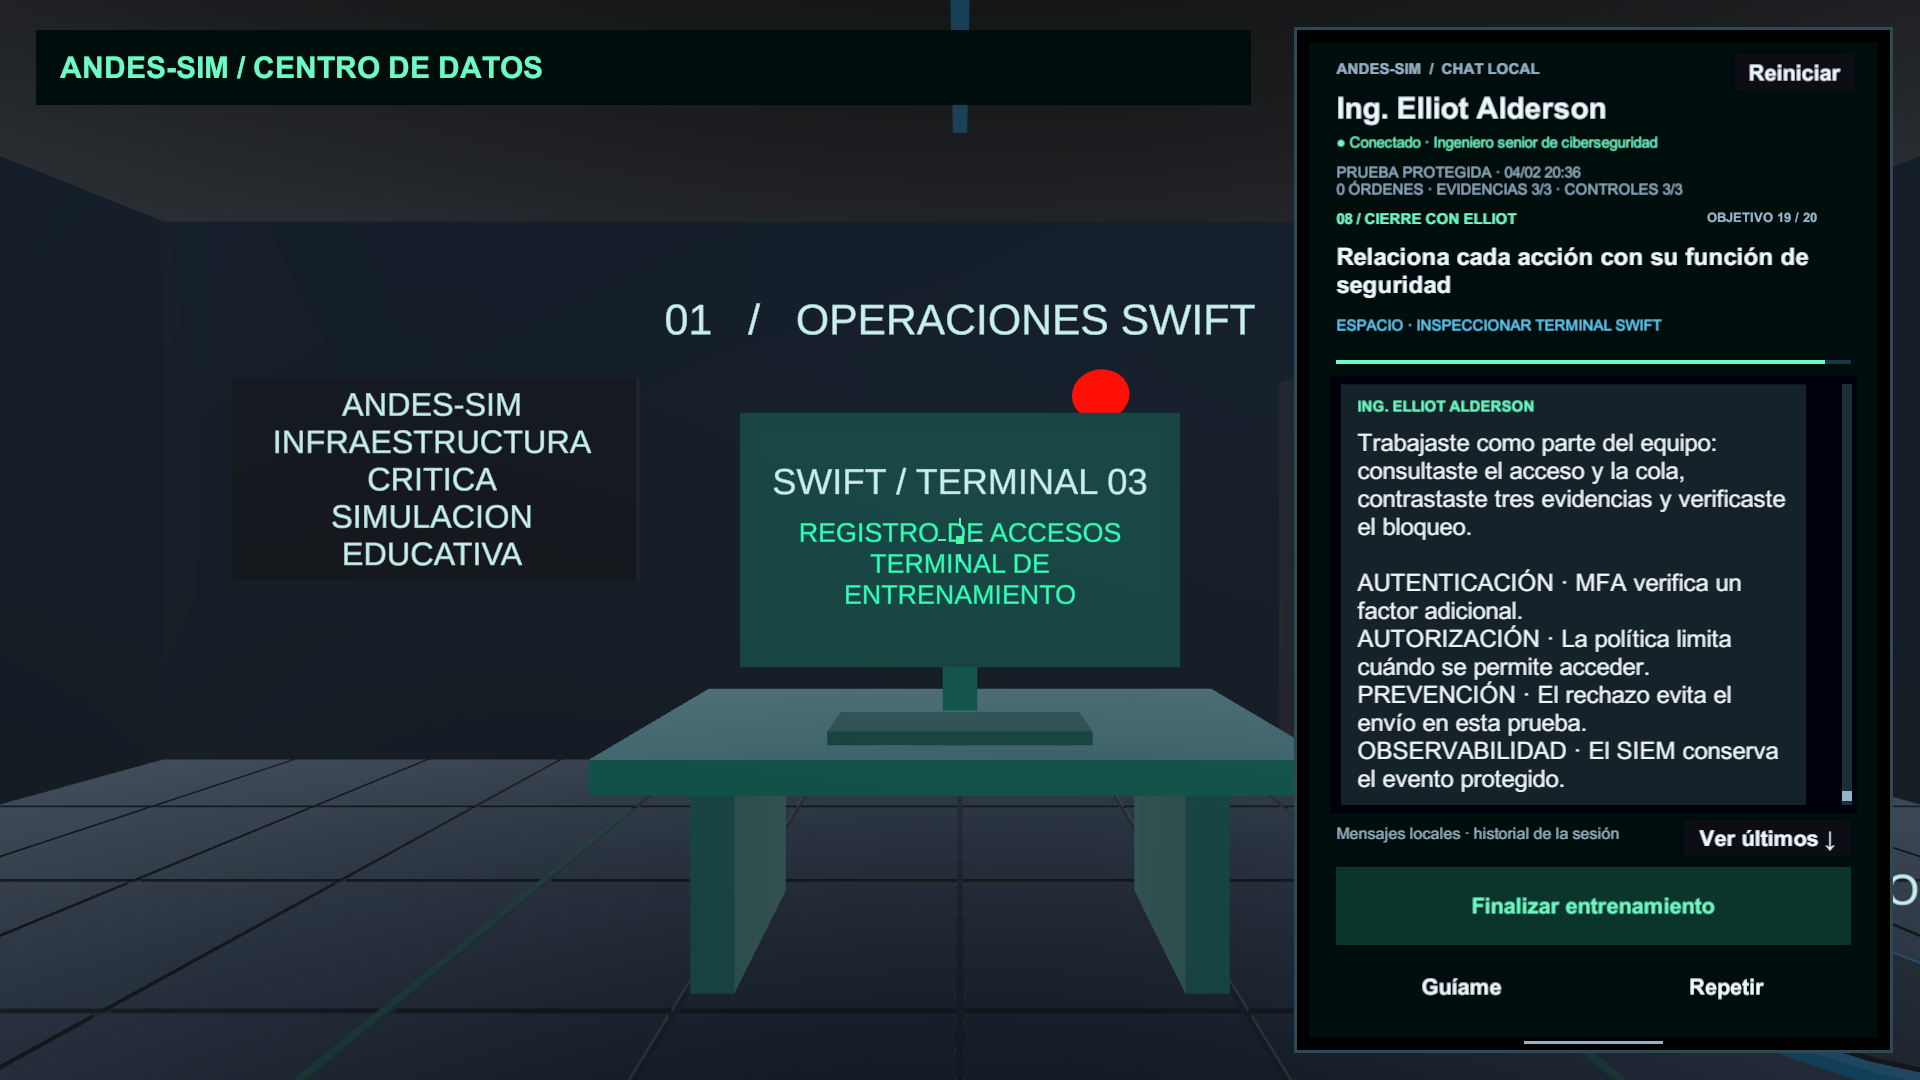 ANDES-SIM / CENTRO DE DATOS
01 / OPERACIONES SWIFT
ANDES-SIM
INFRAESTRUCTURA
CRITICA
SIMULACION
EDUCATIVA
SWIFT / TERMINAL 03
REGISTRO DE ACCESOS
TERMINAL DE
ENTRENAMIENTO
ANDES-SIM / CHAT LOCAL
Reiniciar
Ing. Elliot Alderson
● Conectado · Ingeniero senior de ciberseguridad
PRUEBA PROTEGIDA · 04/02 20:36
0 ÓRDENES · EVIDENCIAS 3/3 · CONTROLES 3/3
08 / CIERRE CON ELLIOT
OBJETIVO 19 / 20
Relaciona cada acción con su función de
seguridad
ESPACIO · INSPECCIONAR TERMINAL SWIFT
ING. ELLIOT ALDERSON
Trabajaste como parte del equipo:
consultaste el acceso y la cola,
contrastaste tres evidencias y verificaste
el bloqueo.
AUTENTICACIÓN · MFA verifica un
factor adicional.
AUTORIZACIÓN · La política limita
cuándo se permite acceder.
PREVENCIÓN · El rechazo evita el
envío en esta prueba.
OBSERVABILIDAD · El SIEM conserva
el evento protegido.
Mensajes locales · historial de la sesión
Ver últimos ↓
Finalizar entrenamiento
Guíame
Repetir